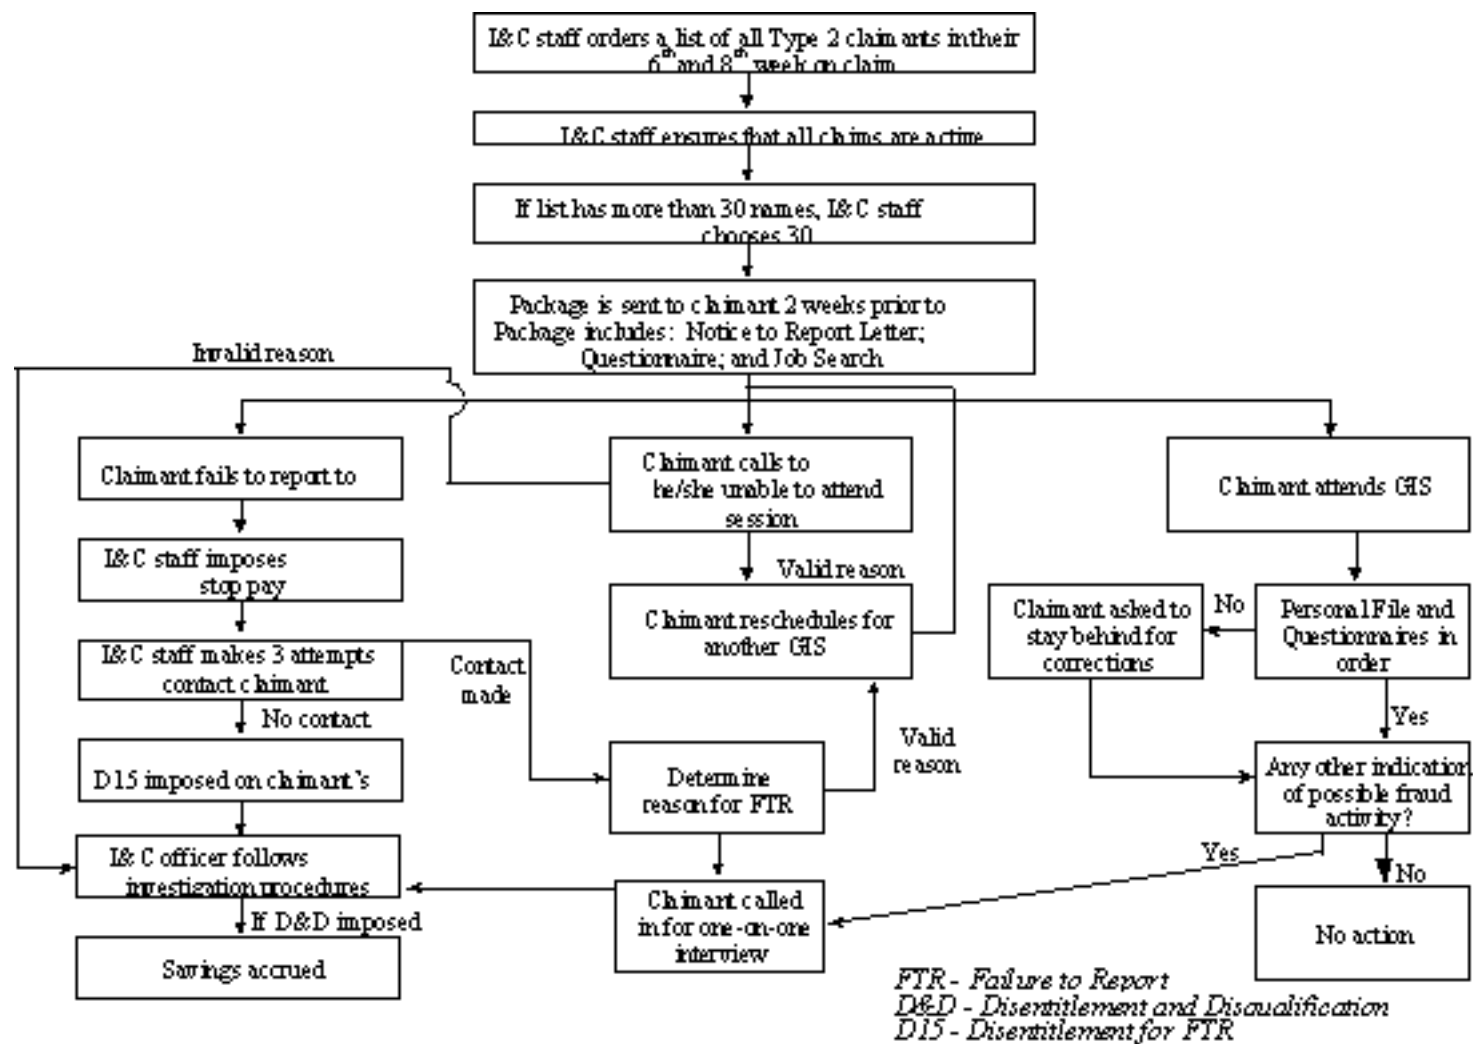 I&C staff orders a list of all Type 2 claimants in their
6th and 8th week on claim
I&C staff ensures that all claims are active
If list has more than 30 names, I&C staff
chooses 30
Package is sent to claimant 2 weeks prior to
Package includes: Notice to Report Letter;
Questionnaire; and Job Search
Invalid reason
Claimant fails to report to
I&C staff imposes
stop pay
I&C staff makes 3 attempts
contact claimant
No contact
D15 imposed on claimant's
I&C officer follows
investigation procedures
If D&D imposed
Savings accrued
Contact
made
Claimant calls to
he/she unable to attend
session
Valid reason
Claimant reschedules for
another GIS
Determine
reason for FTR
Valid
reason
Claimant called
in for one-on-one
interview
Claimant attends GIS
Personal File and
Questionnaires in
order
No
Claimant asked to
stay behind for
corrections
Yes
Any other indication
of possible fraud
activity?
Yes
No
No action
FTR - Failure to Report
D&D - Disentitlement and Disqualification
D15 - Disentitlement for FTR